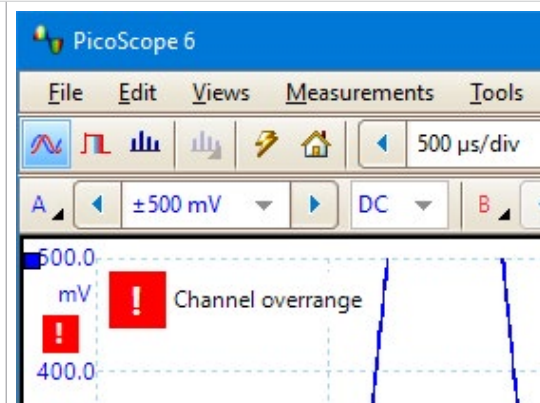 PicoScope 6
File Edit Views Measurements Tools
500 µs/div
A ±500 mV DC B
500.0
mV
! Channel overrange
!
400.0